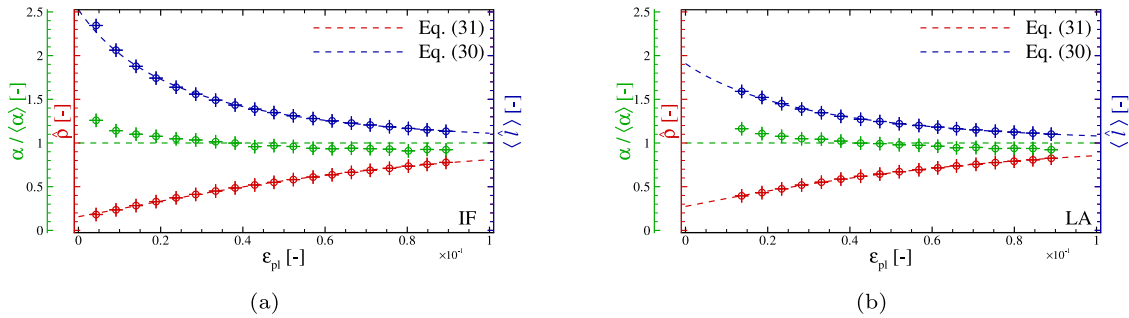 2.5
2
1.5
1
0.5
0
α / ⟨α⟩ [-]
ρ̂ [-]
Eq. (31)
Eq. (30)
IF
⟨ l̂ ⟩ [-]
0 0.2 0.4 0.6 0.8 1
ε_pl [-]
×10⁻¹
(a)
2.5
2
1.5
1
0.5
0
α / ⟨α⟩ [-]
ρ̂ [-]
Eq. (31)
Eq. (30)
LA
⟨ l̂ ⟩ [-]
0 0.2 0.4 0.6 0.8 1
ε_pl [-]
×10⁻¹
(b)